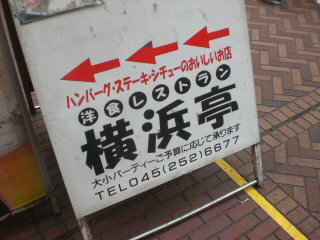 ハンバーグ・ステーキ・シチューのおいしいお店
洋食レストラン
横浜亭
大小パーティーご予算に応じて承ります
TEL045(252)6677